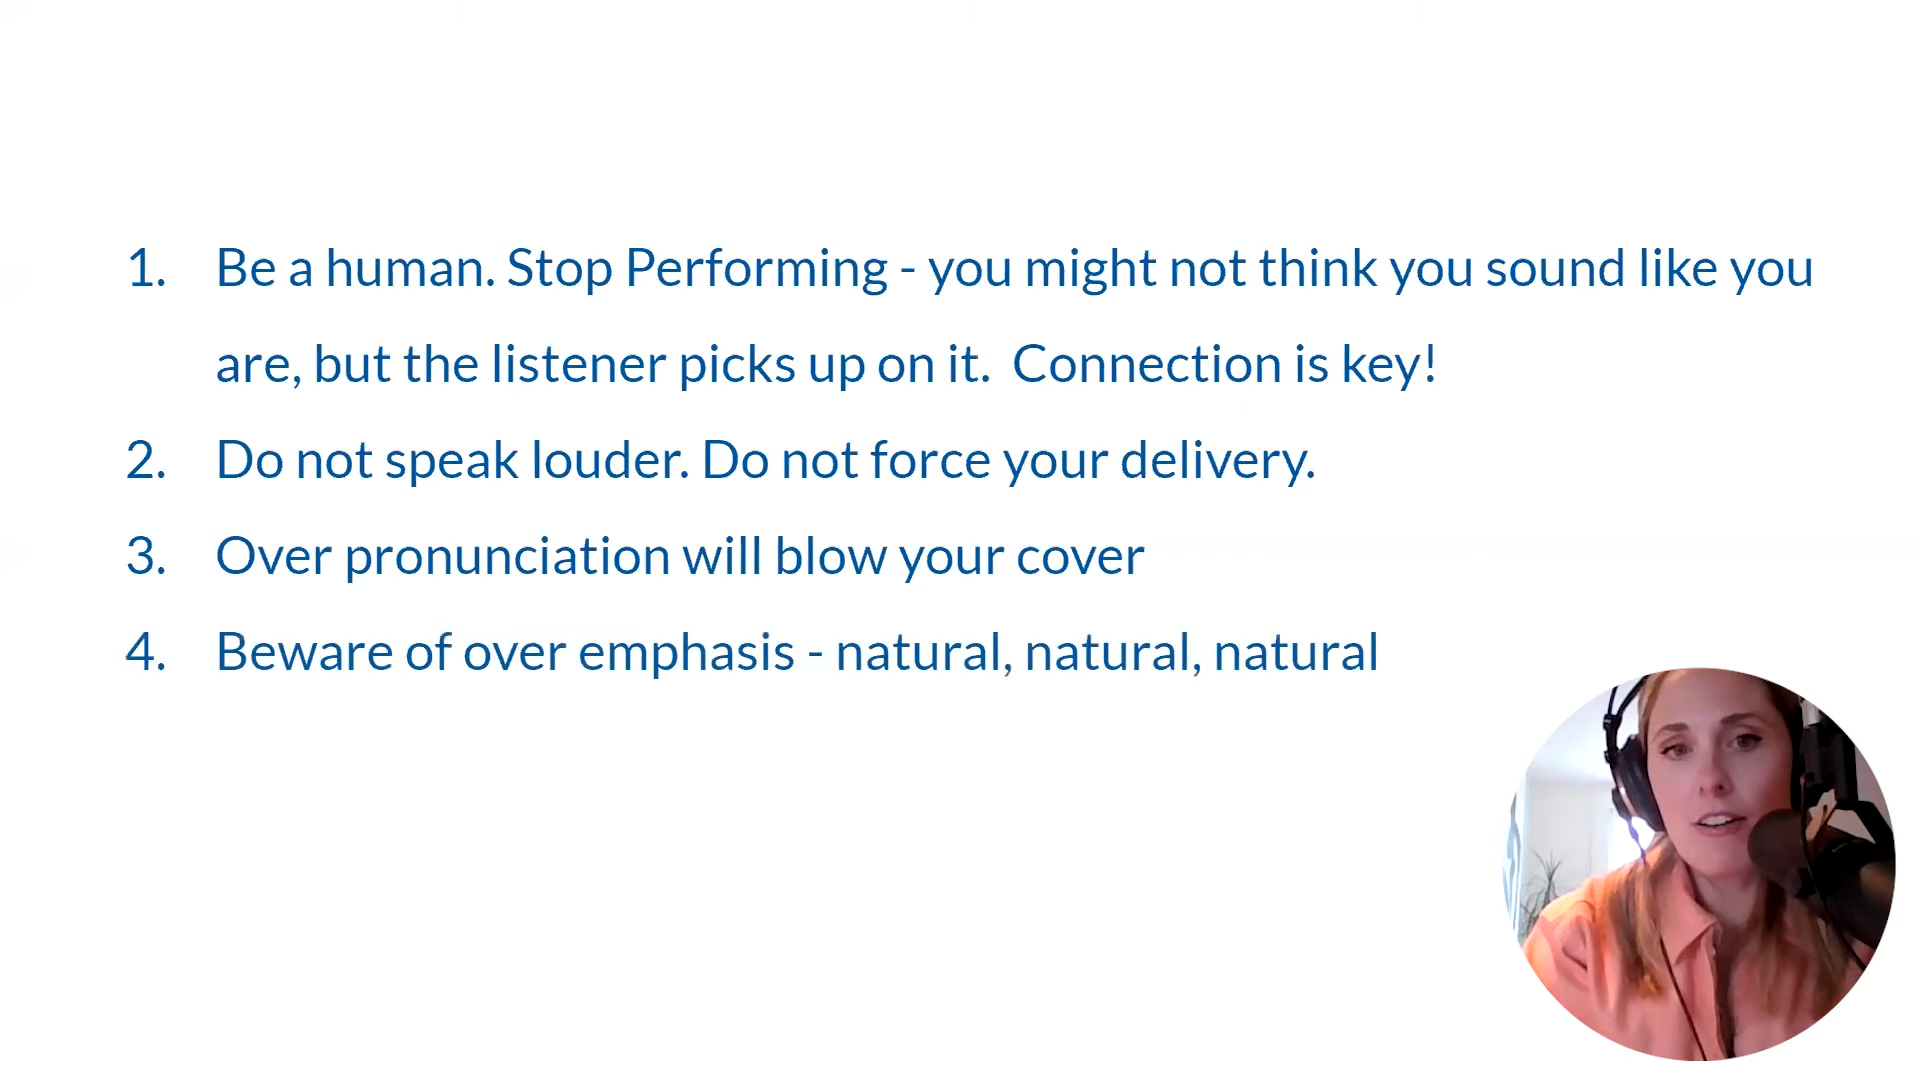 1. Be a human. Stop Performing - you might not think you sound like you
are, but the listener picks up on it.  Connection is key!
2. Do not speak louder. Do not force your delivery.
3. Over pronunciation will blow your cover
4. Beware of over emphasis - natural, natural, natural